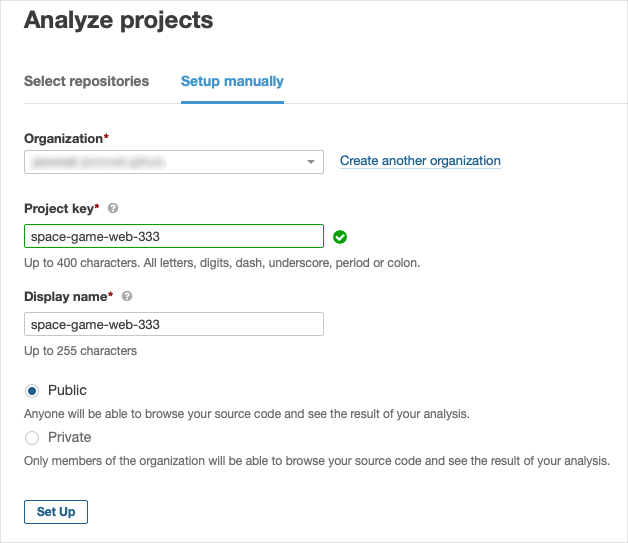 Analyze projects
Select repositories Setup manually
Organization*
Create another organization
Project key* ?
space-game-web-333
Up to 400 characters. All letters, digits, dash, underscore, period or colon.
Display name* ?
space-game-web-333
Up to 255 characters
Public
Anyone will be able to browse your source code and see the result of your analysis.
Private
Only members of the organization will be able to browse your source code and see the result of your analysis.
Set Up